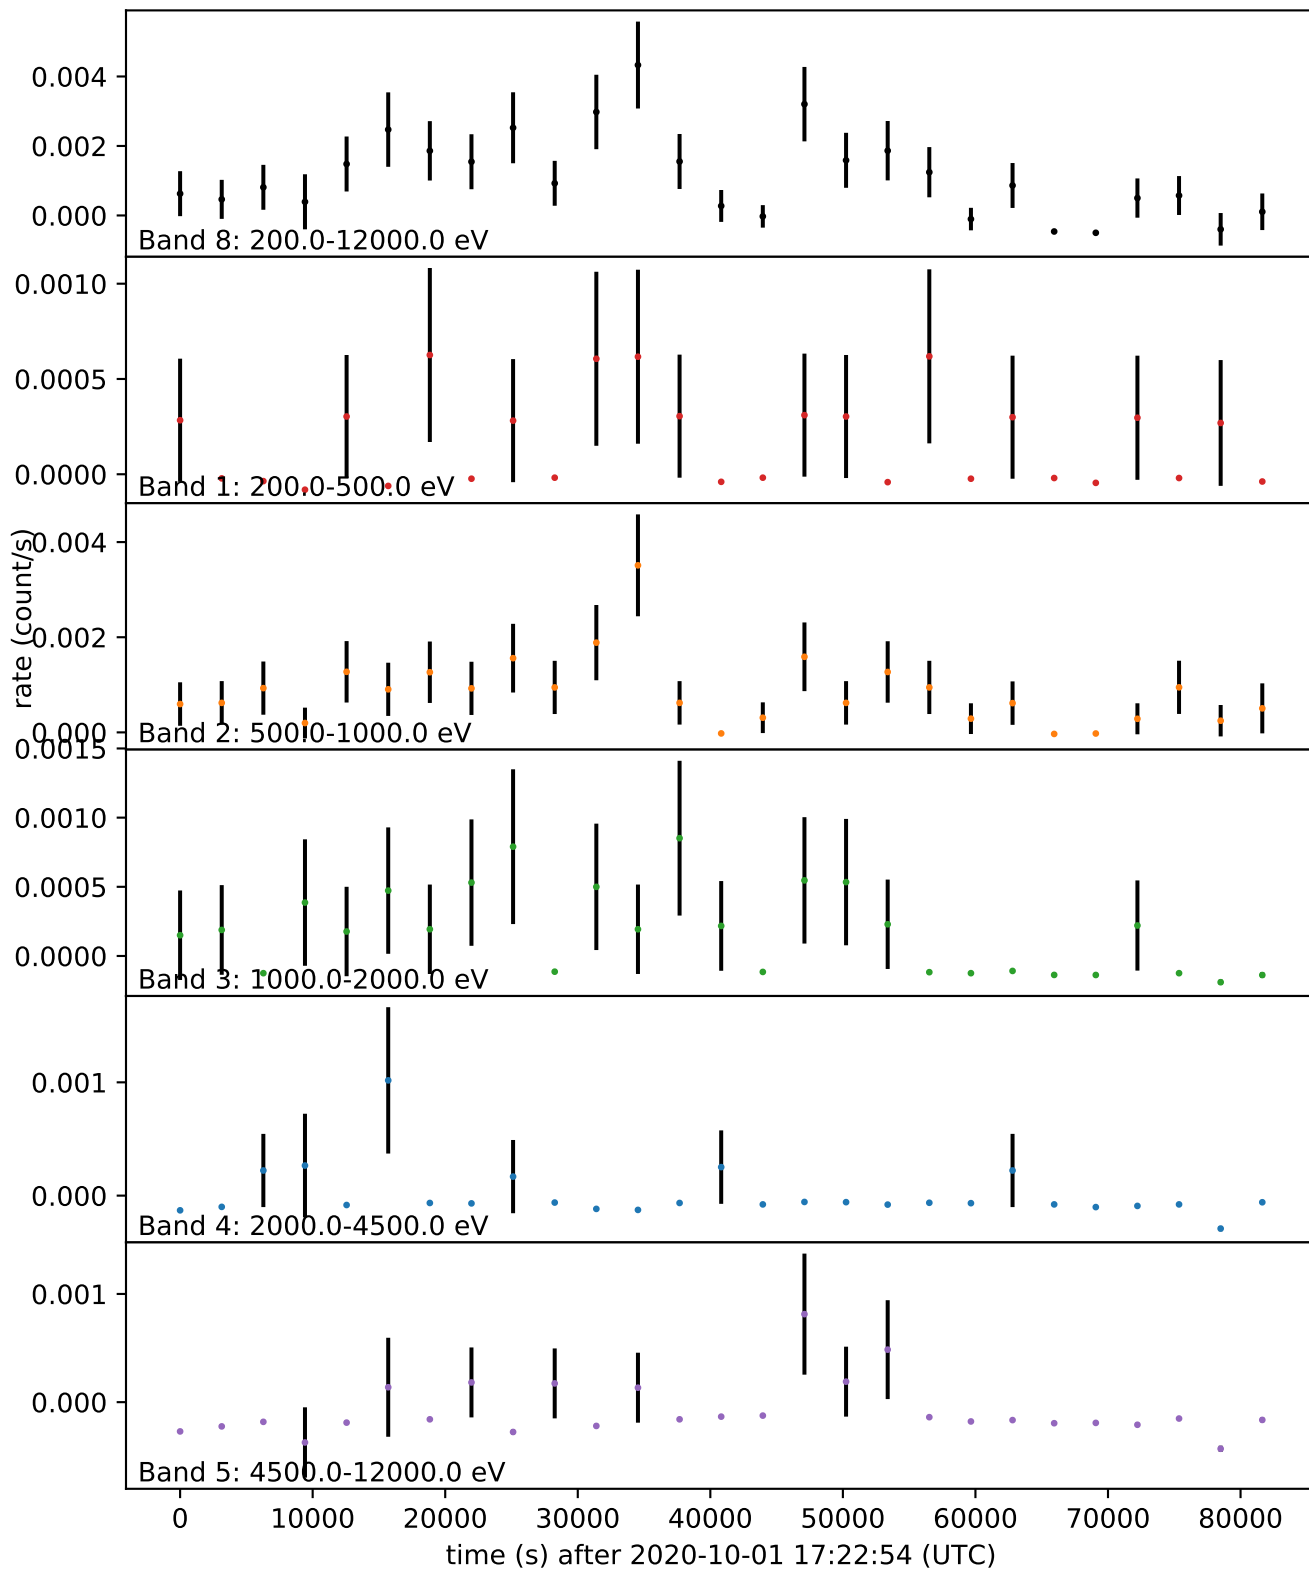 0.004
0.002
0.000
Band 8: 200.0-12000.0 eV
0.0010
0.0005
0.0000
Band 1: 200.0-500.0 eV
rate (count/s)
0.004
0.002
0.000
Band 2: 500.0-1000.0 eV
0.0015
0.0010
0.0005
0.0000
Band 3: 1000.0-2000.0 eV
0.001
0.000
Band 4: 2000.0-4500.0 eV
0.001
0.000
Band 5: 4500.0-12000.0 eV
0 10000 20000 30000 40000 50000 60000 70000 80000
time (s) after 2020-10-01 17:22:54 (UTC)